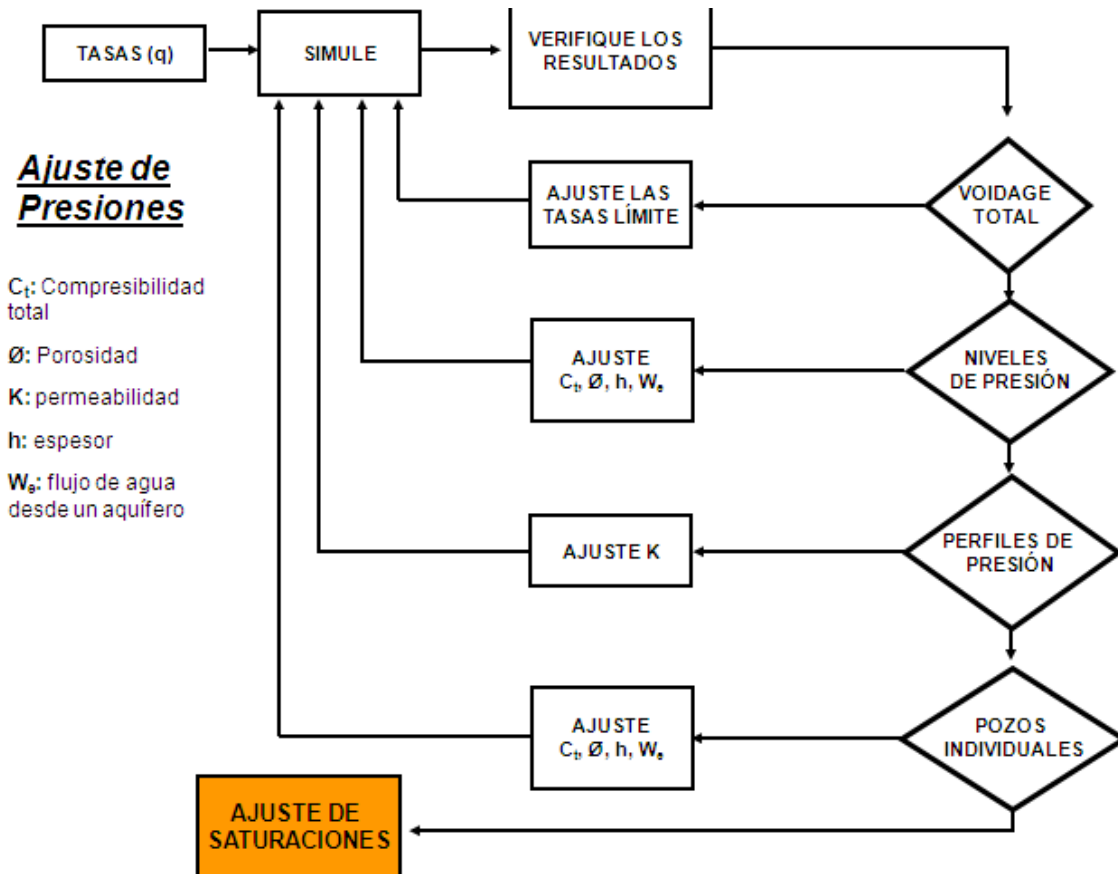 TASAS (q)
SIMULE
VERIFIQUE LOS
RESULTADOS
Ajuste de
Presiones
AJUSTE LAS
TASAS LÍMITE
VOIDAGE
TOTAL
Cₜ: Compresibilidad
total
Ø: Porosidad
K: permeabilidad
h: espesor
Wₑ: flujo de agua
desde un aquífero
AJUSTE
Cₜ, Ø, h, Wₑ
NIVELES
DE PRESIÓN
AJUSTE K
PERFILES DE
PRESIÓN
AJUSTE
Cₜ, Ø, h, Wₑ
POZOS
INDIVIDUALES
AJUSTE DE
SATURACIONES